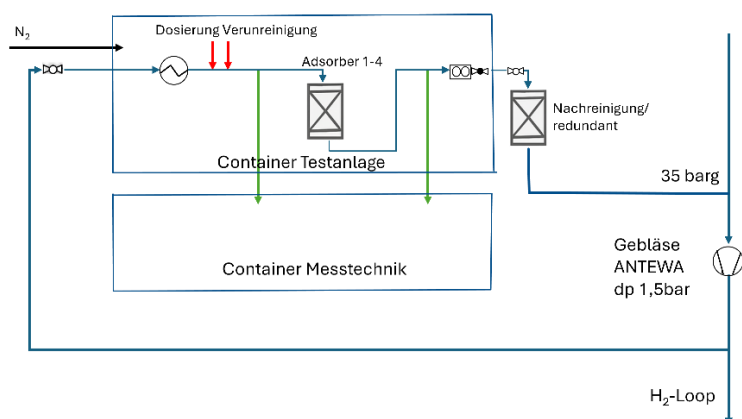 N₂
Dosierung Verunreinigung
Adsorber 1-4
Nachreinigung/
redundant
Container Testanlage
35 barg
Gebläse
ANTEWA
dp 1,5bar
Container Messtechnik
H₂-Loop